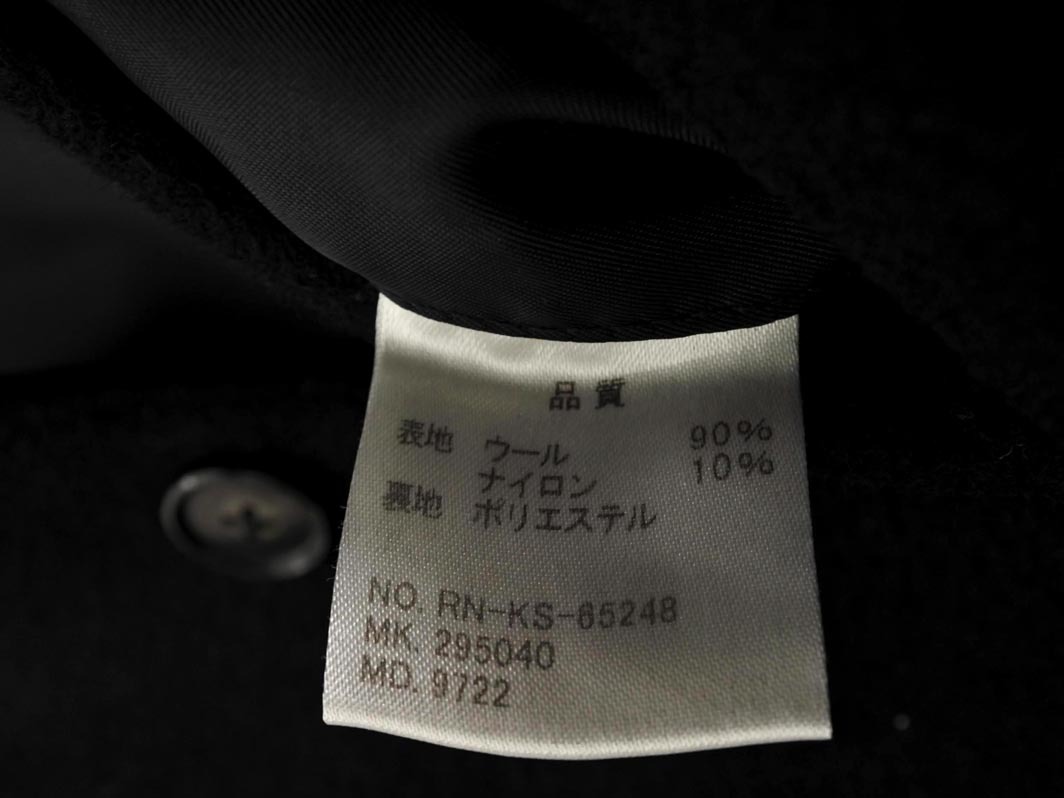 品質
表地 ウール 90%
ナイロン 10%
裏地 ポリエステル
NO. RN-KS-65248
MK. 295040
MD. 9722